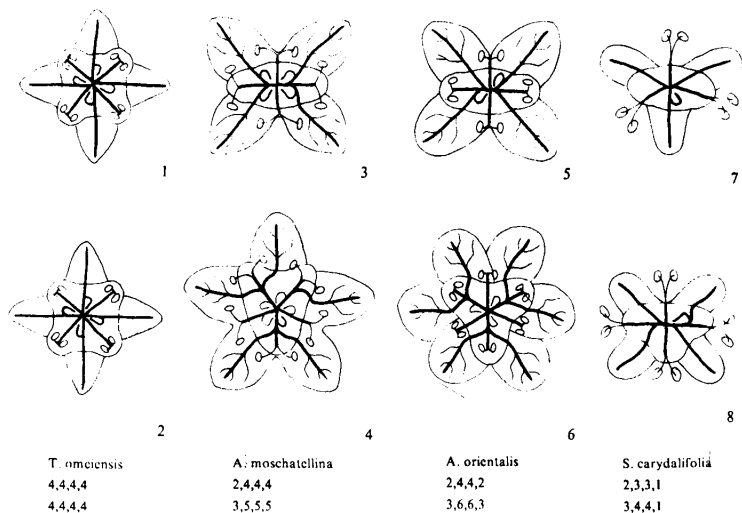 1 3 5 7
2 4 6 8
T. omeiensis A. moschatellina A. orientalis S. carydalifolia
4,4,4,4 2,4,4,4 2,4,4,2 2,3,3,1
4,4,4,4 3,5,5,5 3,6,6,3 3,4,4,1